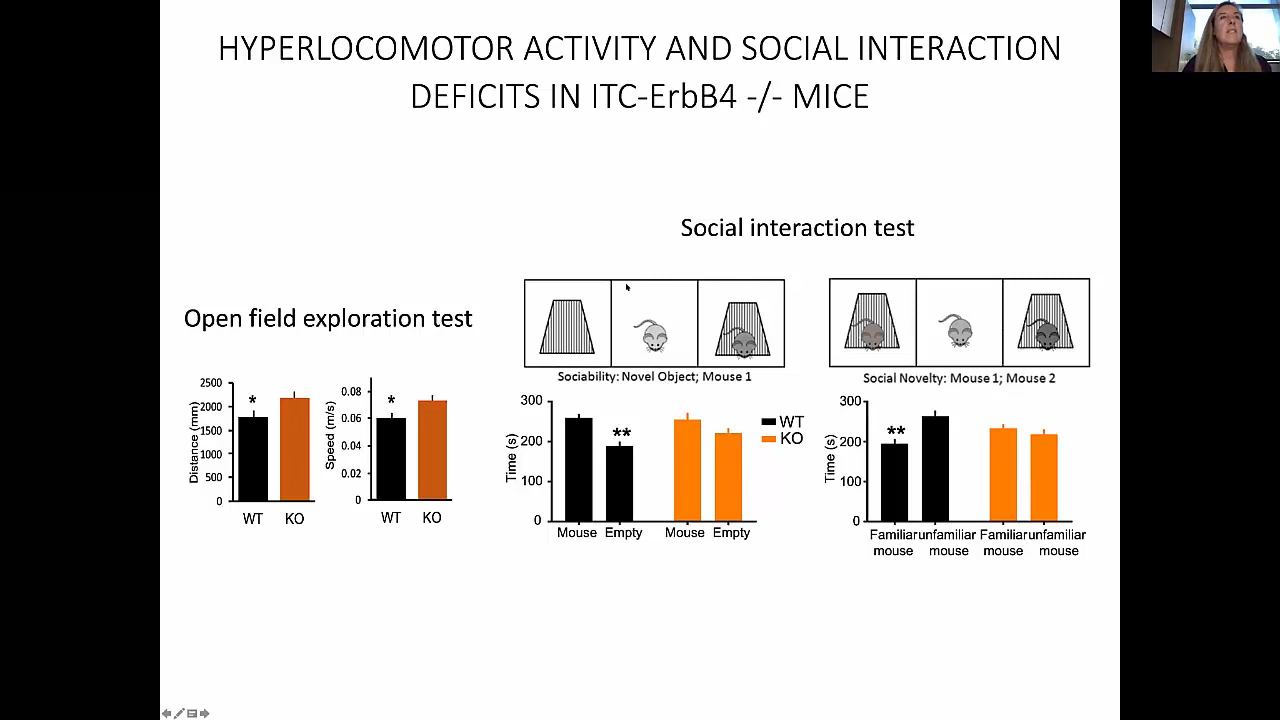 HYPERLOCOMOTOR ACTIVITY AND SOCIAL INTERACTION
DEFICITS IN ITC-ErbB4 -/- MICE
Social interaction test
Open field exploration test
Sociability: Novel Object; Mouse 1
Social Novelty: Mouse 1; Mouse 2
Distance (mm)
2500
2000
1500
1000
500
0
*
WT
KO
Speed (m/s)
0.08
0.06
0.04
0.02
0
*
WT
KO
Time (s)
300
200
100
0
**
Mouse Empty
Mouse Empty
WT
KO
Time (s)
300
200
100
0
**
Familiar unfamiliar Familiar unfamiliar
mouse mouse mouse mouse